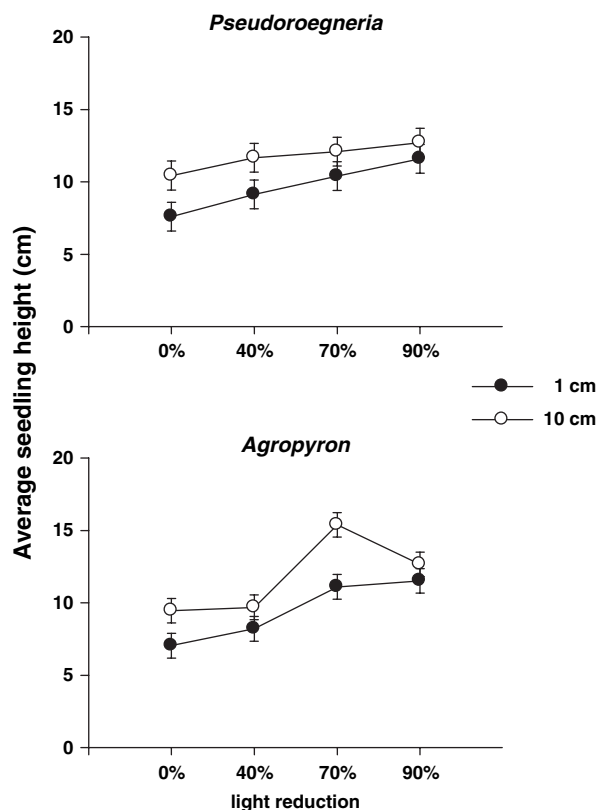 Pseudoroegneria
20
15
10
5
0
0% 40% 70% 90%
Average seedling height (cm)
1 cm
10 cm
Agropyron
20
15
10
5
0
0% 40% 70% 90%
light reduction